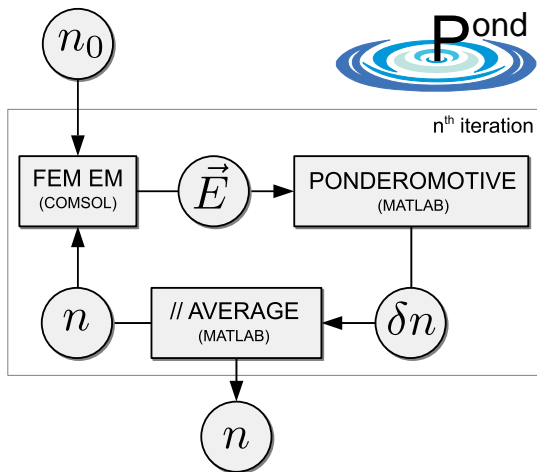 n₀
Pond
nᵗʰ iteration
FEM EM
(COMSOL)
E⃗
PONDEROMOTIVE
(MATLAB)
n
// AVERAGE
(MATLAB)
δn
n